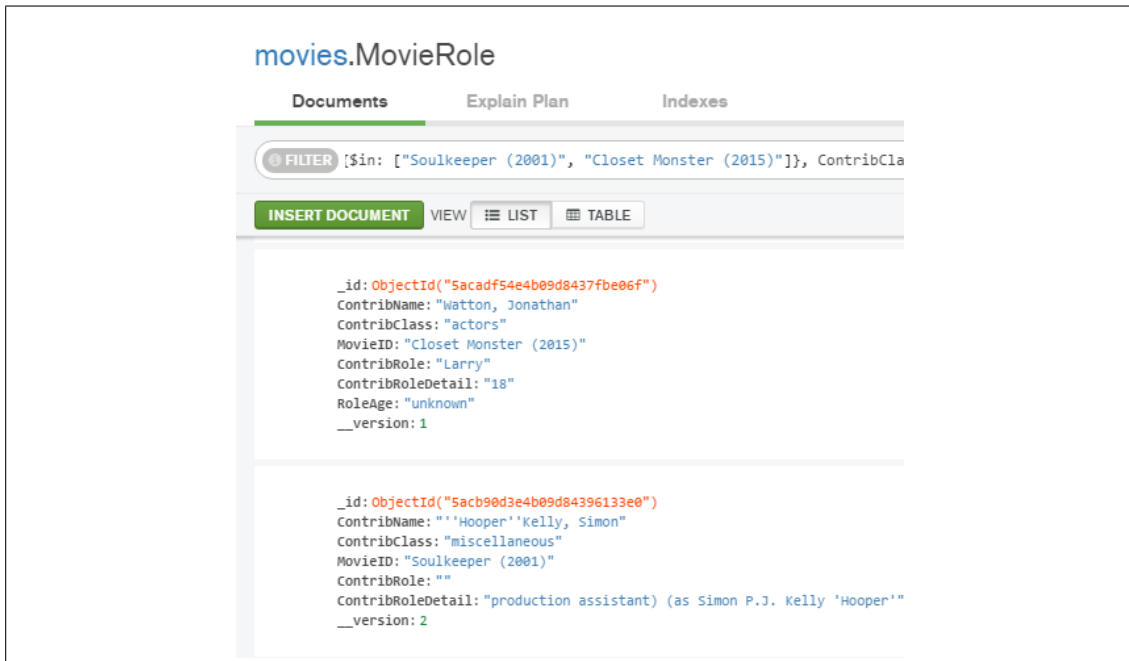 movies.MovieRole
Documents Explain Plan Indexes
FILTER {$in: ["Soulkeeper (2001)", "Closet Monster (2015)"]}, ContribCla
INSERT DOCUMENT VIEW LIST TABLE
_id: ObjectId("5acadf54e4b09d8437fbe06f")
ContribName: "Watton, Jonathan"
ContribClass: "actors"
MovieID: "Closet Monster (2015)"
ContribRole: "Larry"
ContribRoleDetail: "18"
RoleAge: "unknown"
__version: 1
_id: ObjectId("5acb90d3e4b09d84396133e0")
ContribName: "''Hooper''Kelly, Simon"
ContribClass: "miscellaneous"
MovieID: "Soulkeeper (2001)"
ContribRole: ""
ContribRoleDetail: "production assistant) (as Simon P.J. Kelly 'Hooper'"
__version: 2